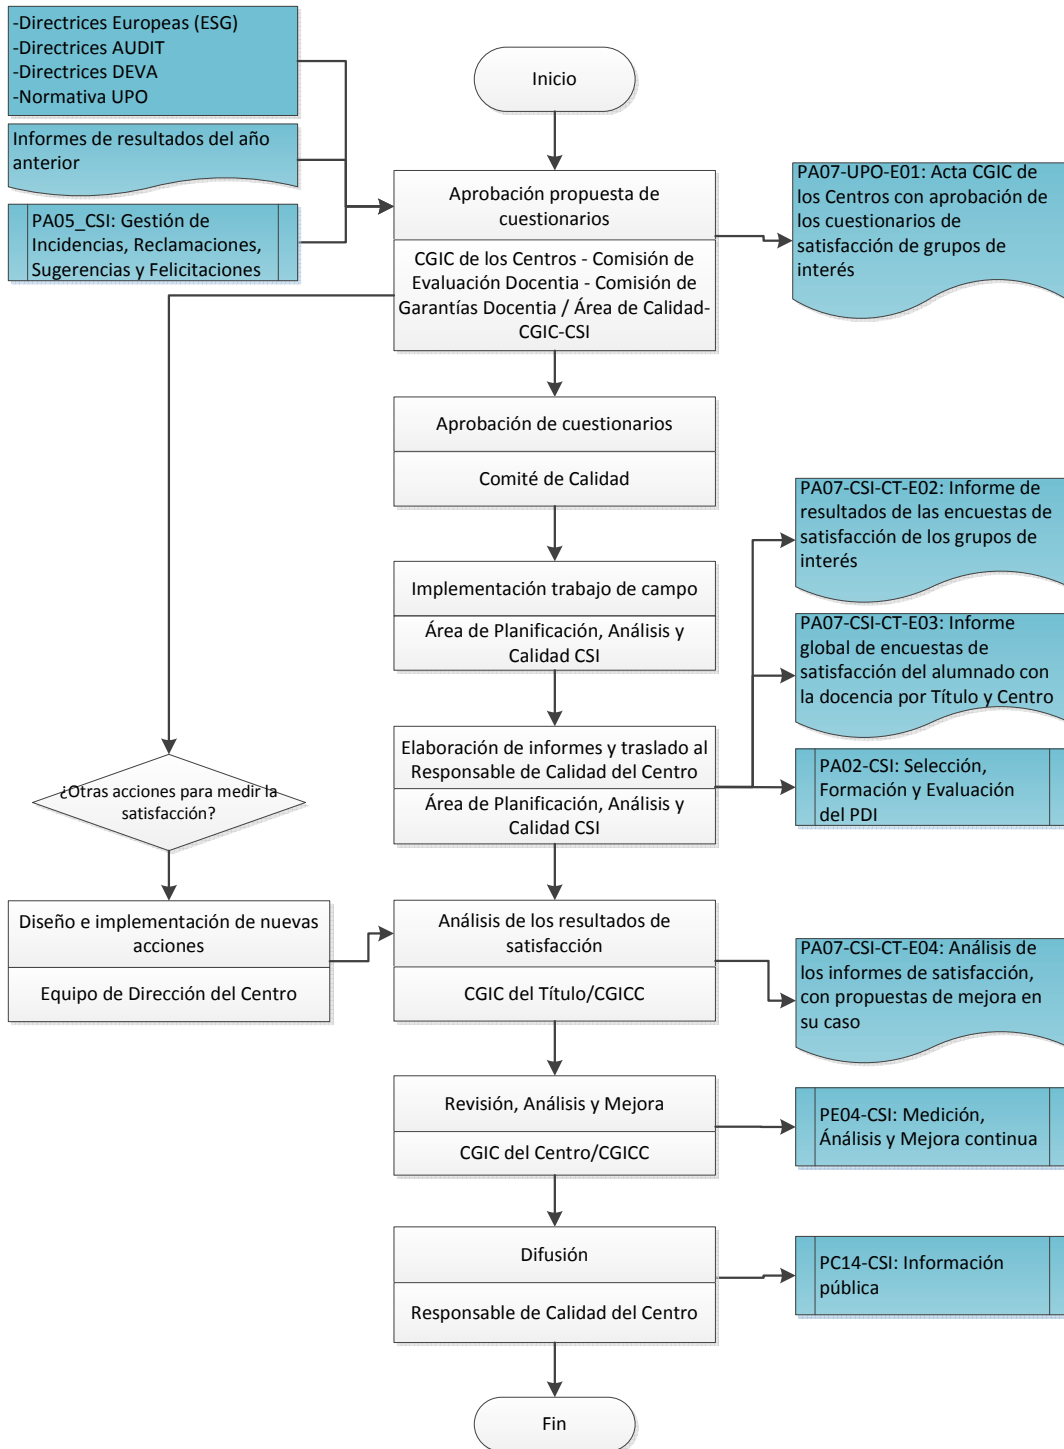 -Directrices Europeas (ESG)
-Directrices AUDIT
-Directrices DEVA
-Normativa UPO
Inicio
Informes de resultados del año
anterior
PA05_CSI: Gestión de
Incidencias, Reclamaciones,
Sugerencias y Felicitaciones
Aprobación propuesta de
cuestionarios
CGIC de los Centros - Comisión de
Evaluación Docentia - Comisión de
Garantías Docentia / Área de Calidad-
CGIC-CSI
PA07-UPO-E01: Acta CGIC de
los Centros con aprobación de
los cuestionarios de
satisfacción de grupos de
interés
Aprobación de cuestionarios
Comité de Calidad
Implementación trabajo de campo
Área de Planificación, Análisis y
Calidad CSI
PA07-CSI-CT-E02: Informe de
resultados de las encuestas de
satisfacción de los grupos de
interés
PA07-CSI-CT-E03: Informe
global de encuestas de
satisfacción del alumnado con
la docencia por Título y Centro
Elaboración de informes y traslado al
Responsable de Calidad del Centro
Área de Planificación, Análisis y
Calidad CSI
PA02-CSI: Selección,
Formación y Evaluación
del PDI
¿Otras acciones para medir la
satisfacción?
Diseño e implementación de nuevas
acciones
Equipo de Dirección del Centro
Análisis de los resultados de
satisfacción
CGIC del Título/CGICC
PA07-CSI-CT-E04: Análisis de
los informes de satisfacción,
con propuestas de mejora en
su caso
Revisión, Análisis y Mejora
CGIC del Centro/CGICC
PE04-CSI: Medición,
Ánálisis y Mejora continua
Difusión
Responsable de Calidad del Centro
PC14-CSI: Información
pública
Fin